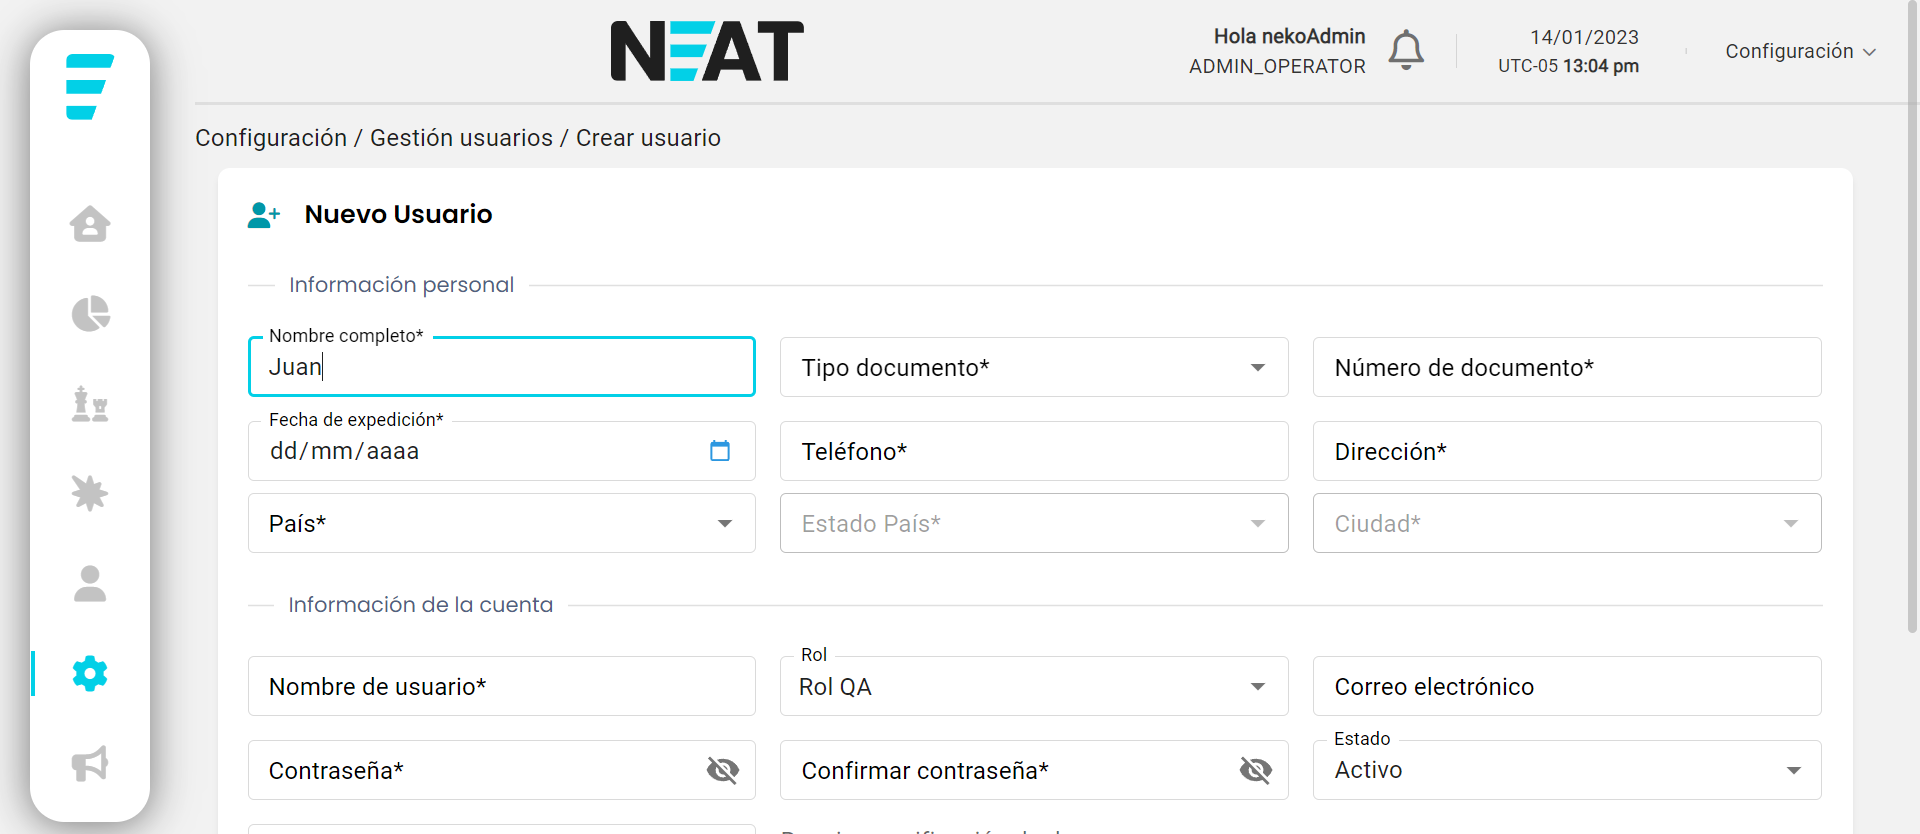 NEAT
Hola nekoAdmin
ADMIN_OPERATOR
14/01/2023
UTC-05 13:04 pm
Configuración
Configuración / Gestión usuarios / Crear usuario
Nuevo Usuario
Información personal
Nombre completo*
Juan
Tipo documento*
Número de documento*
Fecha de expedición*
dd/mm/aaaa
Teléfono*
Dirección*
País*
Estado País*
Ciudad*
Información de la cuenta
Nombre de usuario*
Rol
Rol QA
Correo electrónico
Contraseña*
Confirmar contraseña*
Estado
Activo